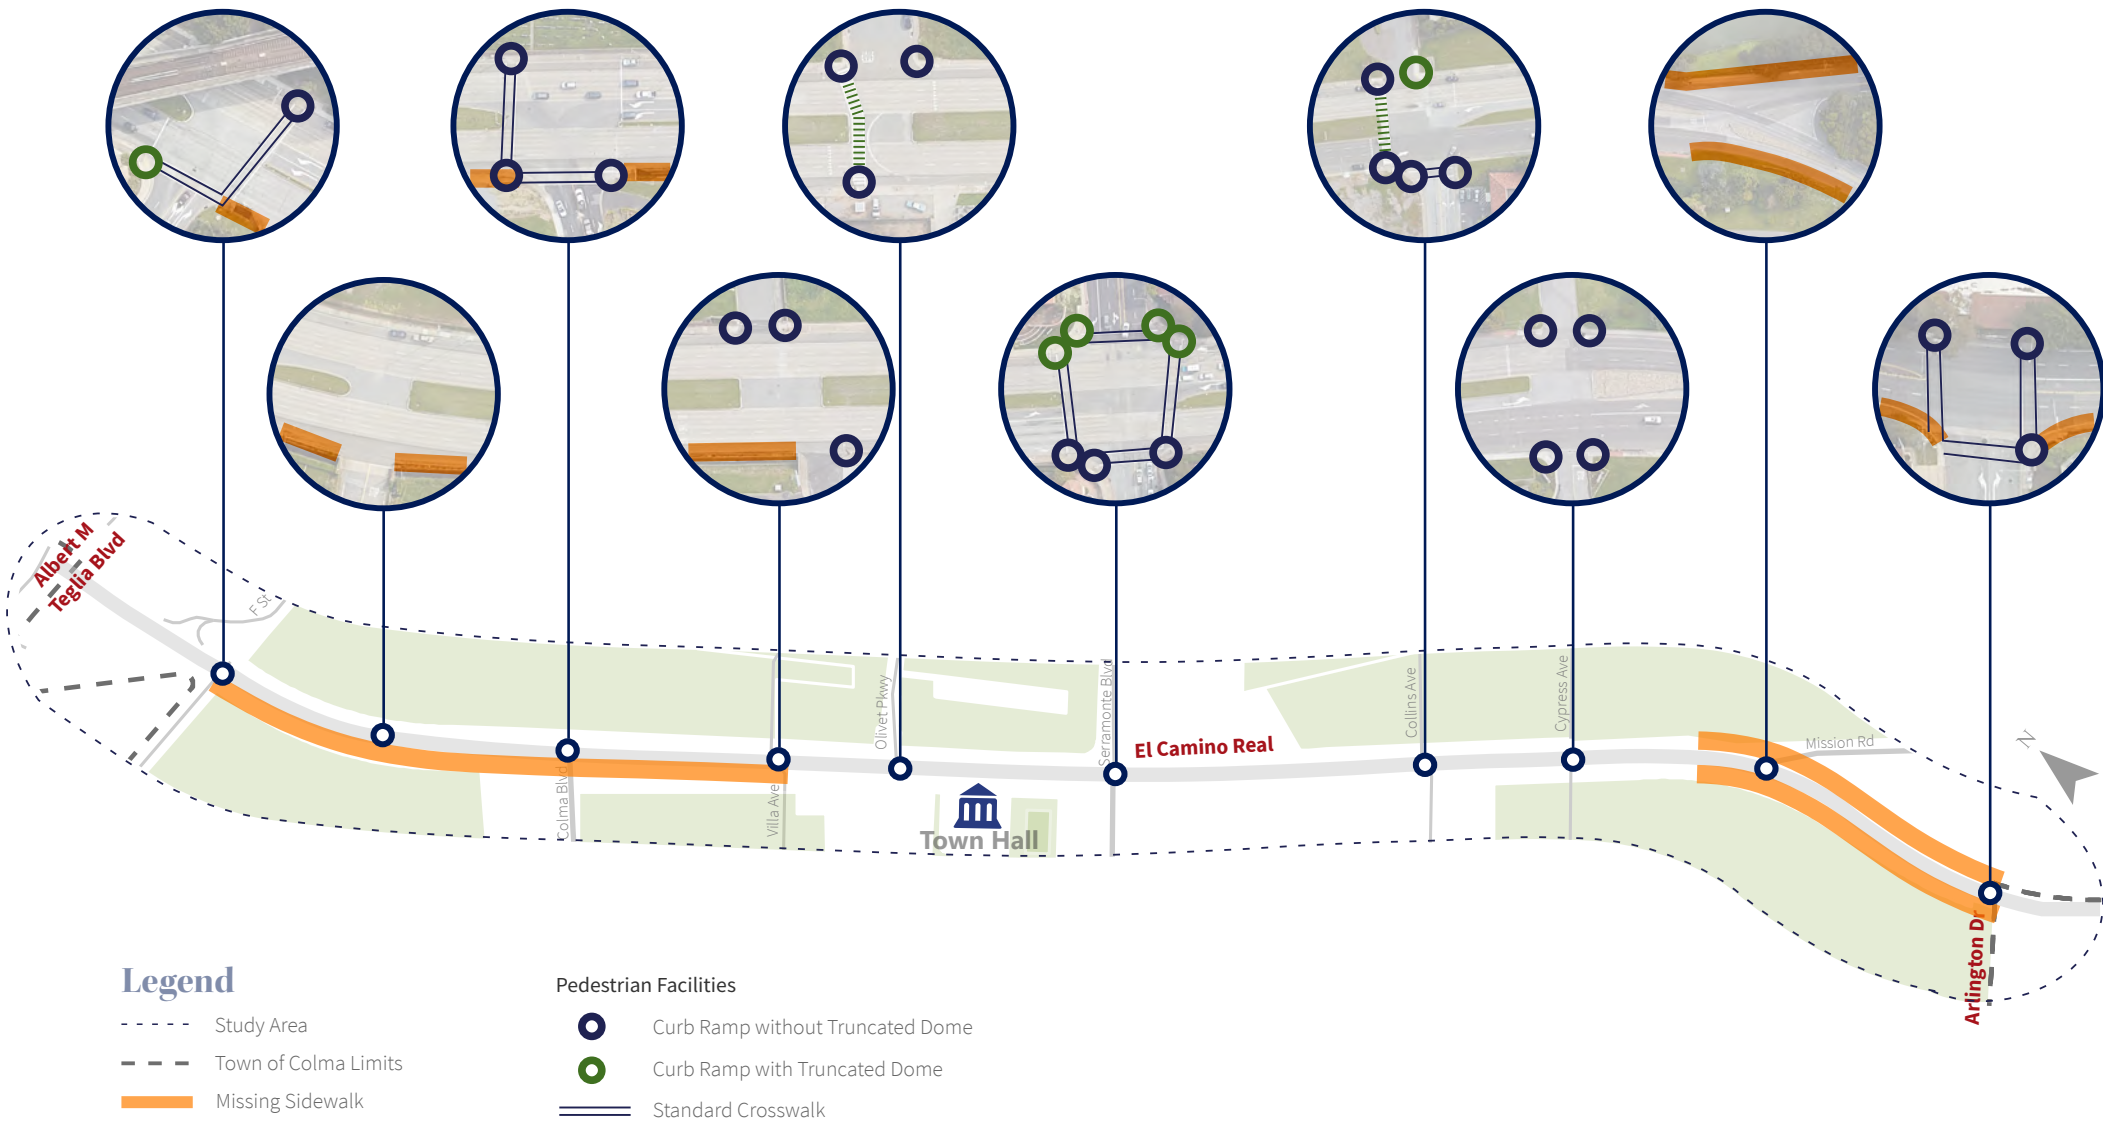 Albert M
Teglia Blvd
F St
Colma Blvd
Villa Ave
Olivet Pkwy
Town Hall
Serramonte Blvd
El Camino Real
Collins Ave
Cypress Ave
Mission Rd
N
Arlington Dr
Legend
Study Area
Town of Colma Limits
Missing Sidewalk
Pedestrian Facilities
Curb Ramp without Truncated Dome
Curb Ramp with Truncated Dome
Standard Crosswalk